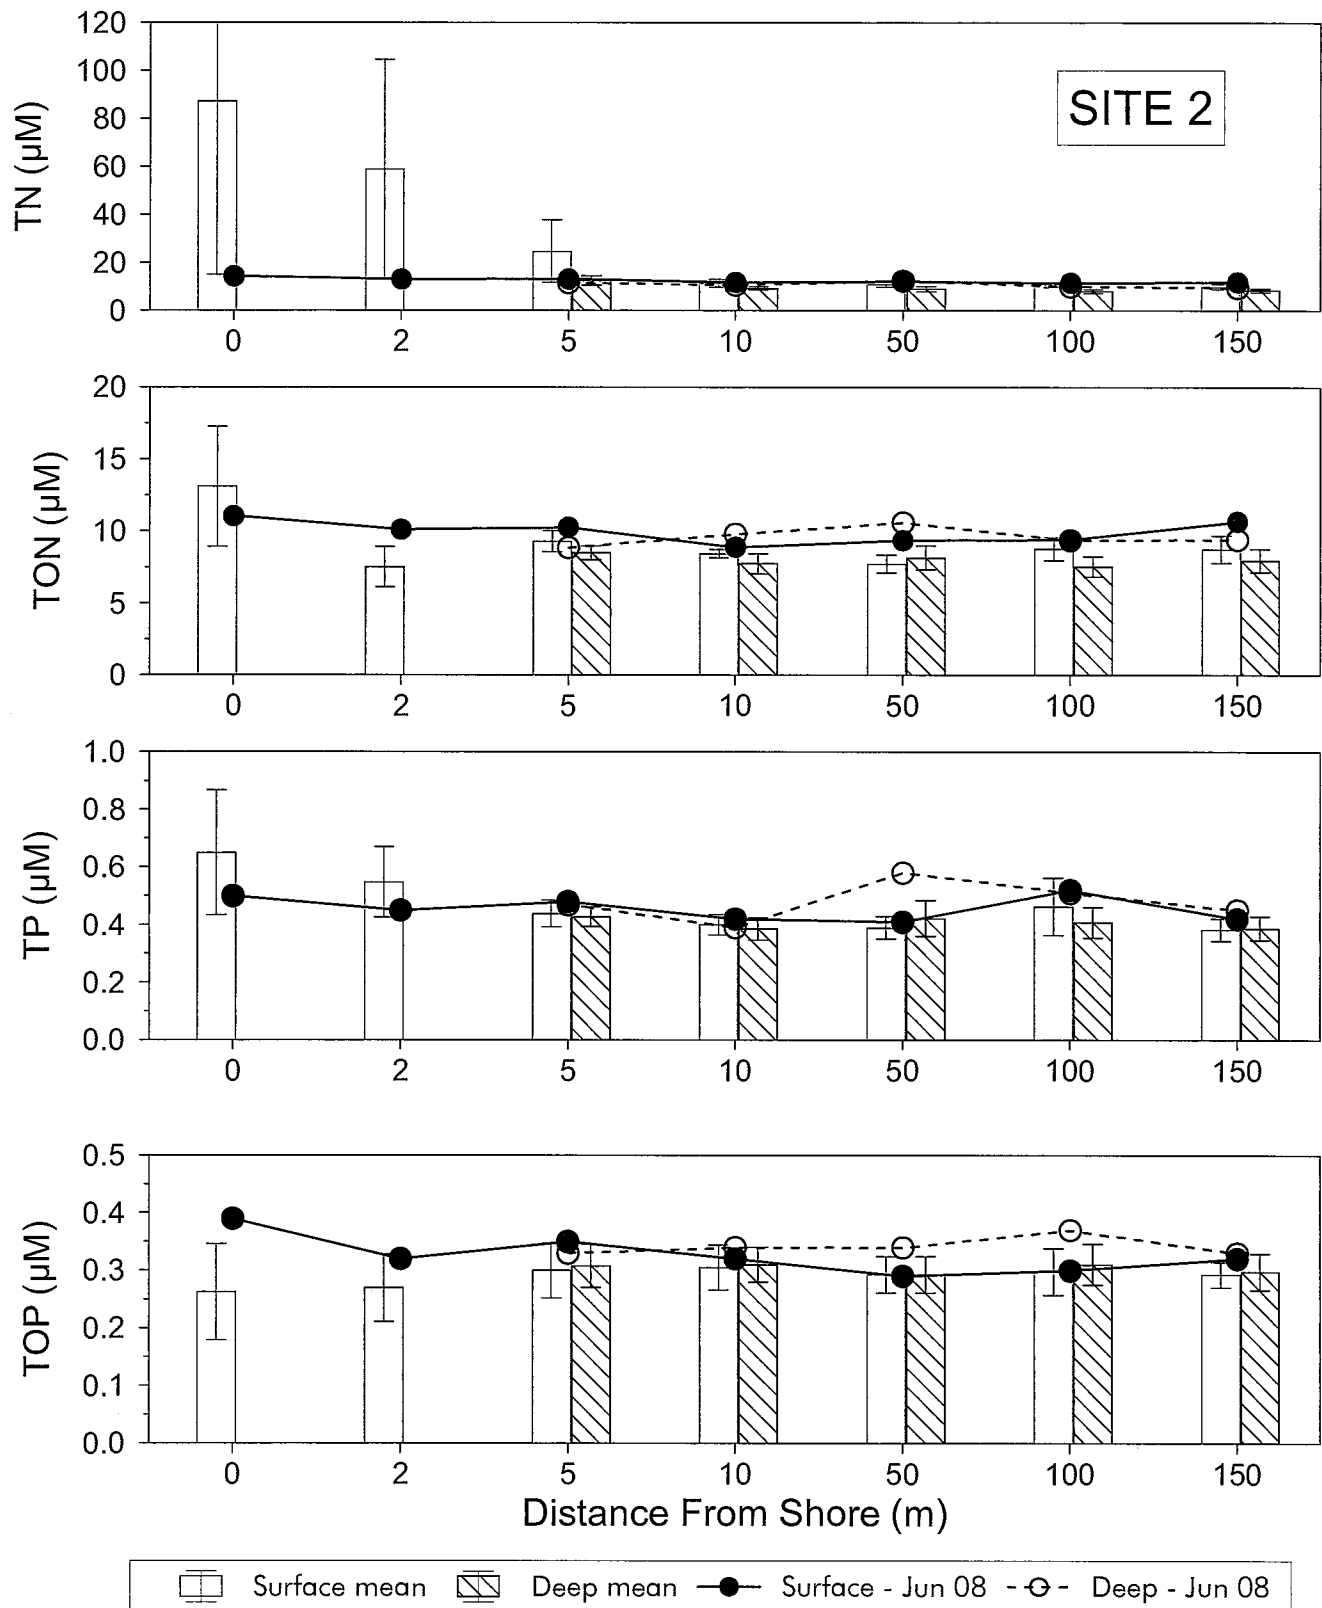 SITE 2
TN (µM)
120
100
80
60
40
20
0
0 2 5 10 50 100 150
TON (µM)
20
15
10
5
0
0 2 5 10 50 100 150
TP (µM)
1.0
0.8
0.6
0.4
0.2
0.0
0 2 5 10 50 100 150
TOP (µM)
0.5
0.4
0.3
0.2
0.1
0.0
0 2 5 10 50 100 150
Distance From Shore (m)
Surface mean Deep mean Surface - Jun 08 Deep - Jun 08